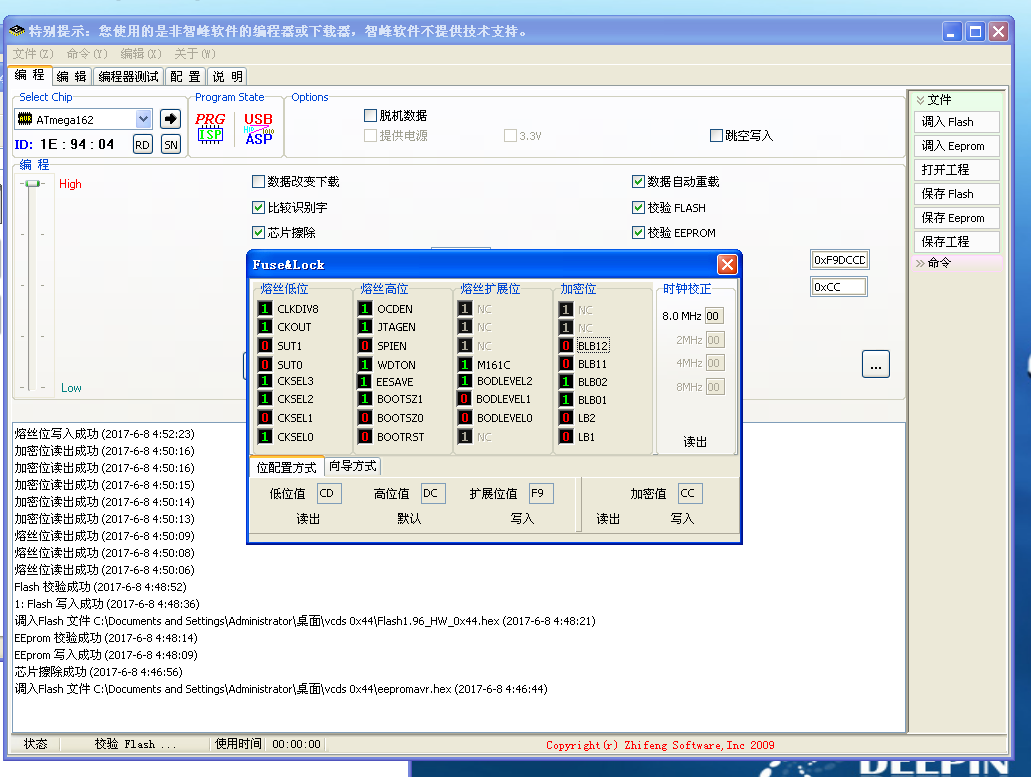 特别提示：您使用的是非智峰软件的编程器或下载器，智峰软件不提供技术支持。
文件(Z) 命令(Y) 编辑(X) 关于(W)
编 程 编 辑 编程器测试 配 置 说 明
Select Chip Program State Options
ATmega162
PRG
ISP
USB
ASP
ID: 1E : 94 : 04 RD SN
脱机数据
提供电源 3.3V 跳空写入
编 程
High
Low
数据改变下载 数据自动重载
比较识别字 校验 FLASH
芯片擦除 校验 EEPROM
0xF9DCCD
0xCC
...
文件
调入 Flash
调入 Eeprom
打开工程
保存 Flash
保存 Eeprom
保存工程
命令
Fuse&Lock
熔丝低位 熔丝高位 熔丝扩展位 加密位 时钟校正
1 CLKDIV8 1 OCDEN 1 NC 1 NC 8.0 MHz 00
1 CKOUT 1 JTAGEN 1 NC 1 NC 2MHz 00
0 SUT1 0 SPIEN 1 NC 0 BLB12 4MHz 00
0 SUT0 1 WDTON 1 M161C 0 BLB11 8MHz 00
1 CKSEL3 1 EESAVE 1 BODLEVEL2 1 BLB02
1 CKSEL2 1 BOOTSZ1 0 BODLEVEL1 1 BLB01
0 CKSEL1 0 BOOTSZ0 0 BODLEVEL0 0 LB2
1 CKSEL0 0 BOOTRST 1 NC 0 LB1 读出
位配置方式 向导方式
低位值 CD 高位值 DC 扩展位值 F9 加密值 CC
读出 默认 写入 读出 写入
熔丝位写入成功 (2017-6-8 4:52:23)
加密位读出成功 (2017-6-8 4:50:16)
加密位读出成功 (2017-6-8 4:50:16)
加密位读出成功 (2017-6-8 4:50:15)
加密位读出成功 (2017-6-8 4:50:14)
加密位读出成功 (2017-6-8 4:50:13)
熔丝位读出成功 (2017-6-8 4:50:09)
熔丝位读出成功 (2017-6-8 4:50:08)
熔丝位读出成功 (2017-6-8 4:50:06)
Flash 校验成功 (2017-6-8 4:48:52)
1: Flash 写入成功 (2017-6-8 4:48:36)
调入Flash 文件 C:\Documents and Settings\Administrator\桌面\vcds 0x44\Flash1.96_HW_0x44.hex (2017-6-8 4:48:21)
EEprom 校验成功 (2017-6-8 4:48:14)
EEprom 写入成功 (2017-6-8 4:48:09)
芯片擦除成功 (2017-6-8 4:46:56)
调入Flash 文件 C:\Documents and Settings\Administrator\桌面\vcds 0x44\eepromavr.hex (2017-6-8 4:46:44)
状态 校验 Flash ... 使用时间 00:00:00 Copyright(r) Zhifeng Software,Inc 2009
DEEPIN